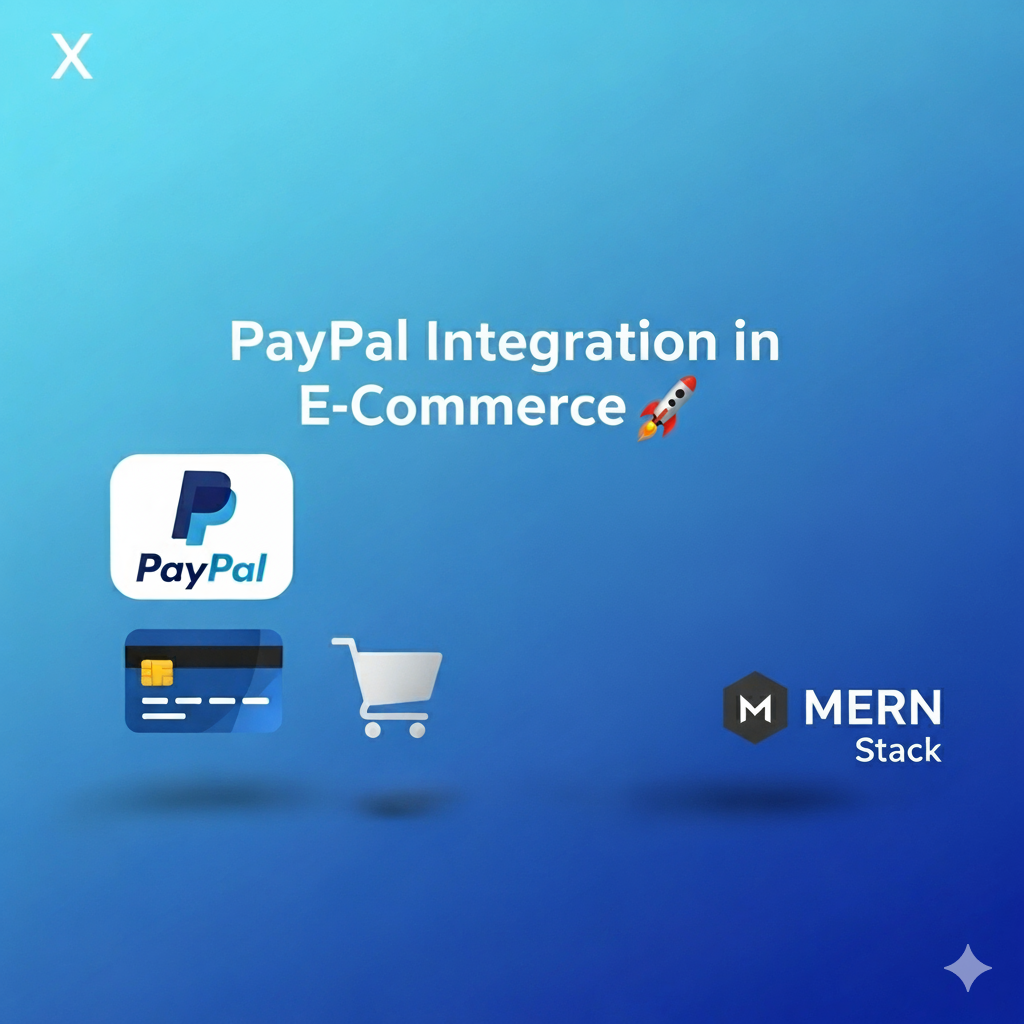 X
PayPal Integration in
E-Commerce 🚀
PayPal
M MERN
Stack